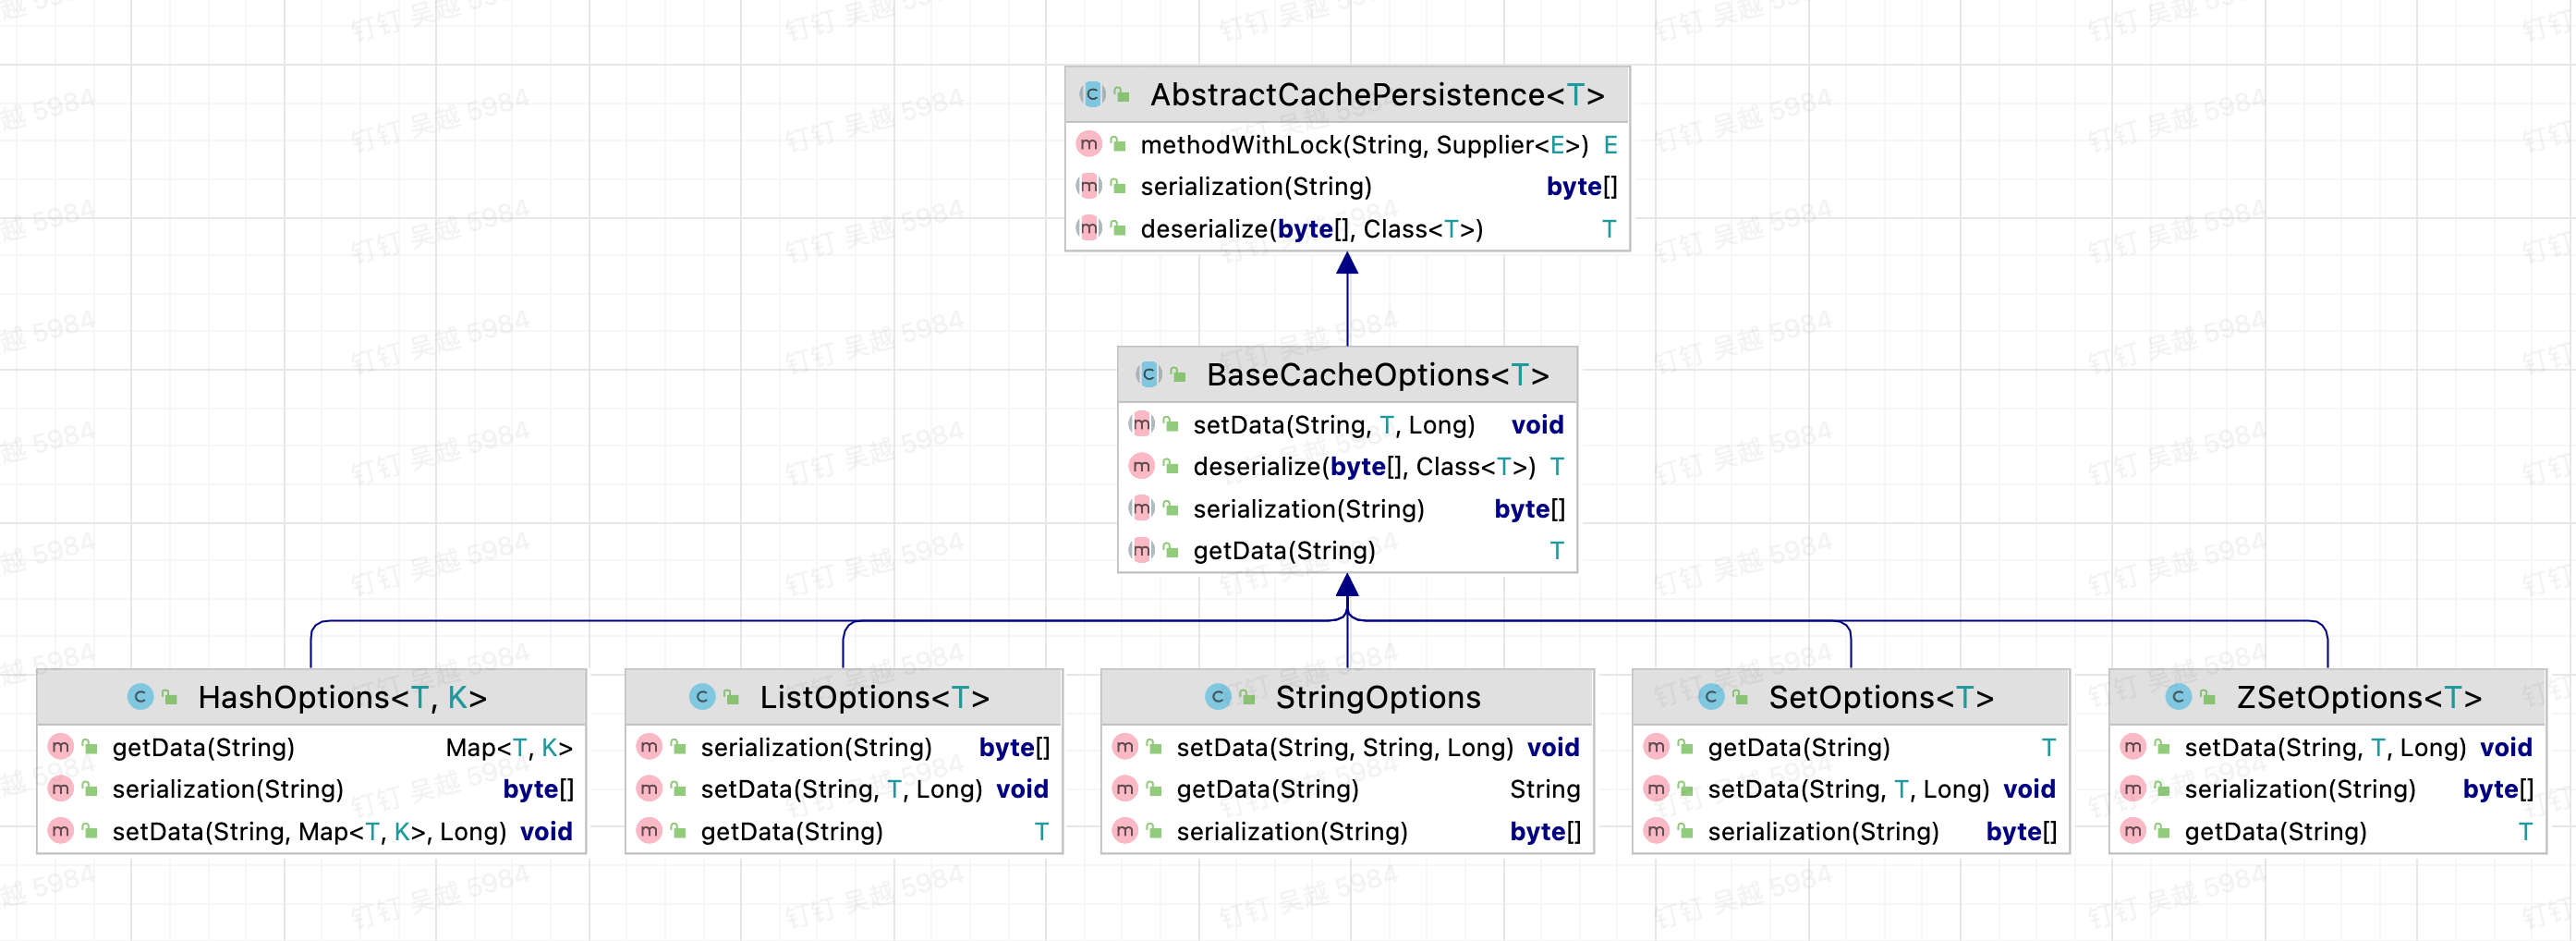 AbstractCachePersistence<T>
methodWithLock(String, Supplier<E>) E
serialization(String) byte[]
deserialize(byte[], Class<T>) T
BaseCacheOptions<T>
setData(String, T, Long) void
deserialize(byte[], Class<T>) T
serialization(String) byte[]
getData(String) T
HashOptions<T, K>
getData(String) Map<T, K>
serialization(String) byte[]
setData(String, Map<T, K>, Long) void
ListOptions<T>
serialization(String) byte[]
setData(String, T, Long) void
getData(String) T
StringOptions
setData(String, String, Long) void
getData(String) String
serialization(String) byte[]
SetOptions<T>
getData(String) T
setData(String, T, Long) void
serialization(String) byte[]
ZSetOptions<T>
setData(String, T, Long) void
serialization(String) byte[]
getData(String) T
钉钉 吴越 5984